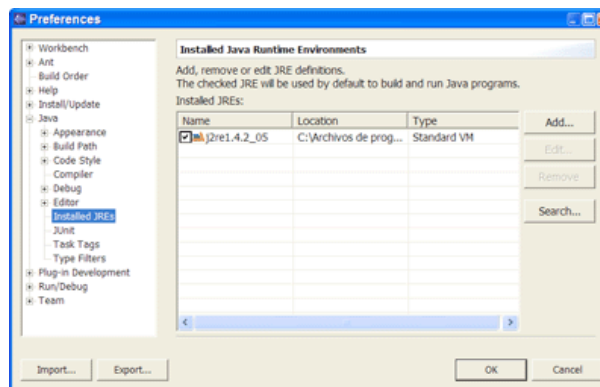 Preferences
Workbench
Ant
Build Order
Help
Install/Update
Java
Appearance
Build Path
Code Style
Compiler
Debug
Editor
Installed JREs
JUnit
Task Tags
Type Filters
Plug-in Development
Run/Debug
Team
Installed Java Runtime Environments
Add, remove or edit JRE definitions.
The checked JRE will be used by default to build and run Java programs.
Installed JREs:
Name Location Type
j2re1.4.2_05 C:\Archivos de prog... Standard VM
Add...
Edit...
Remove
Search...
Import... Export... OK Cancel